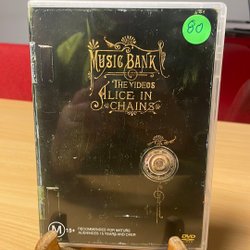 80
MUSIC BANK
THE VIDEOS
ALICE IN
CHAINS
M 15+
RECOMMENDED FOR MATURE
AUDIENCES 15 YEARS AND OVER
DVD